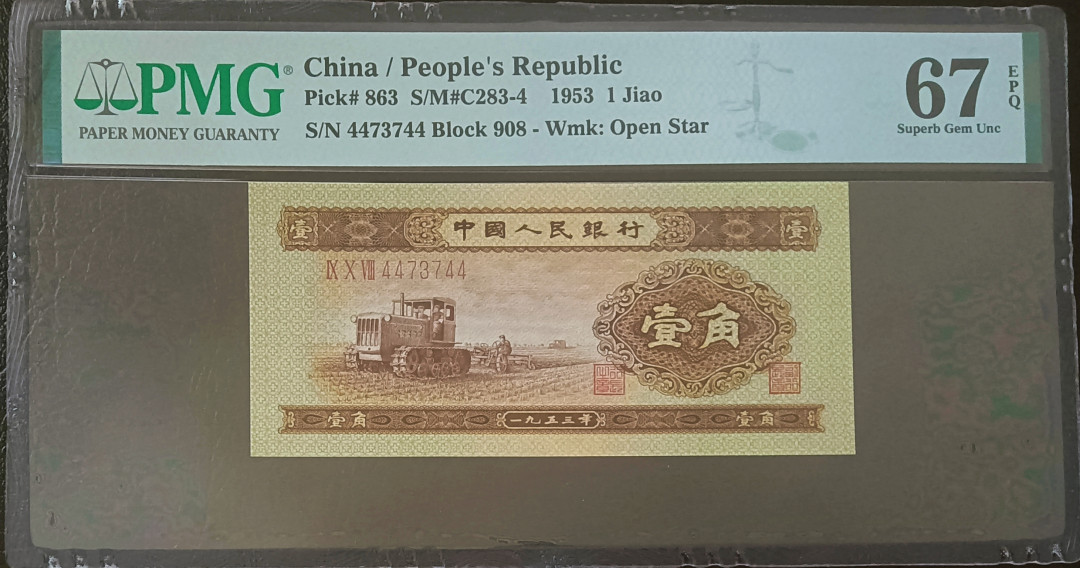 PMG®
PAPER MONEY GUARANTY
China / People's Republic
Pick# 863 S/M#C283-4 1953 1 Jiao
S/N 4473744 Block 908 - Wmk: Open Star
67
EPQ
Superb Gem Unc
壹
中國人民銀行
壹
IX X VIII 4473744
壹角
壹角
一九五三年
壹角